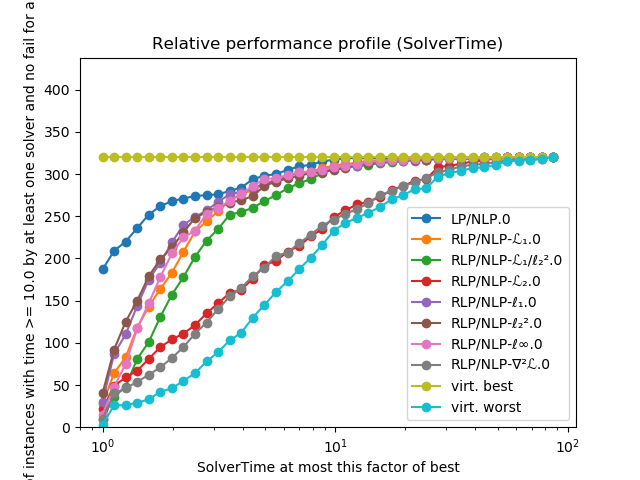 Relative performance profile (SolverTime)
of instances with time >= 10.0 by at least one solver and no fail for a
400
350
300
250
200
150
100
50
0
10⁰
10¹
10²
SolverTime at most this factor of best
LP/NLP.0
RLP/NLP-ℒ₁.0
RLP/NLP-ℒ₁/ℓ₂².0
RLP/NLP-ℒ₂.0
RLP/NLP-ℓ₁.0
RLP/NLP-ℓ₂².0
RLP/NLP-ℓ∞.0
RLP/NLP-∇²ℒ.0
virt. best
virt. worst